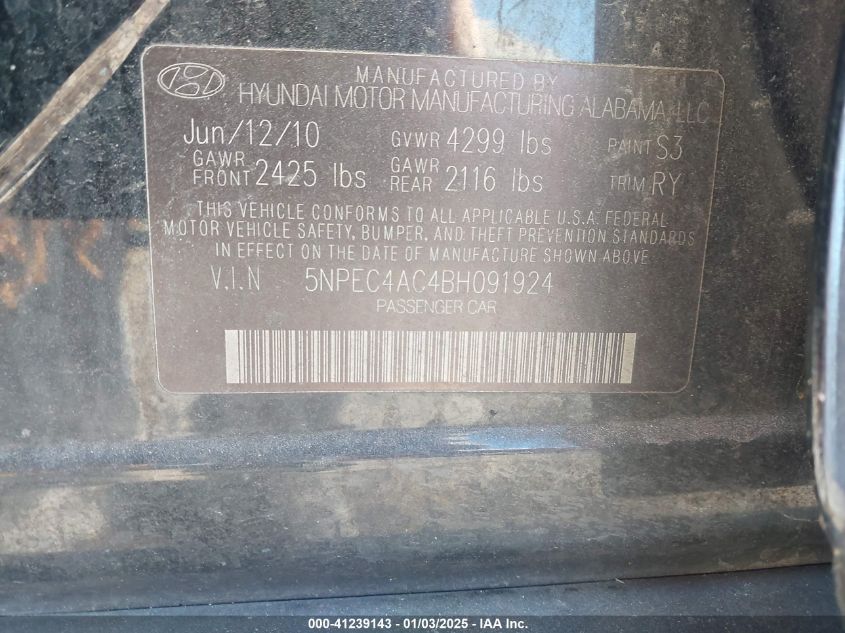 MANUFACTURED BY
HYUNDAI MOTOR MANUFACTURING ALABAMA, LLC
Jun/12/10 GVWR 4299 lbs PAINT S3
GAWR FRONT 2425 lbs GAWR REAR 2116 lbs TRIM RY
THIS VEHICLE CONFORMS TO ALL APPLICABLE U.S.A. FEDERAL
MOTOR VEHICLE SAFETY, BUMPER, AND THEFT PREVENTION STANDARDS
IN EFFECT ON THE DATE OF MANUFACTURE SHOWN ABOVE.
V.I.N 5NPEC4AC4BH091924
PASSENGER CAR
000-41239143 - 01/03/2025 - IAA Inc.